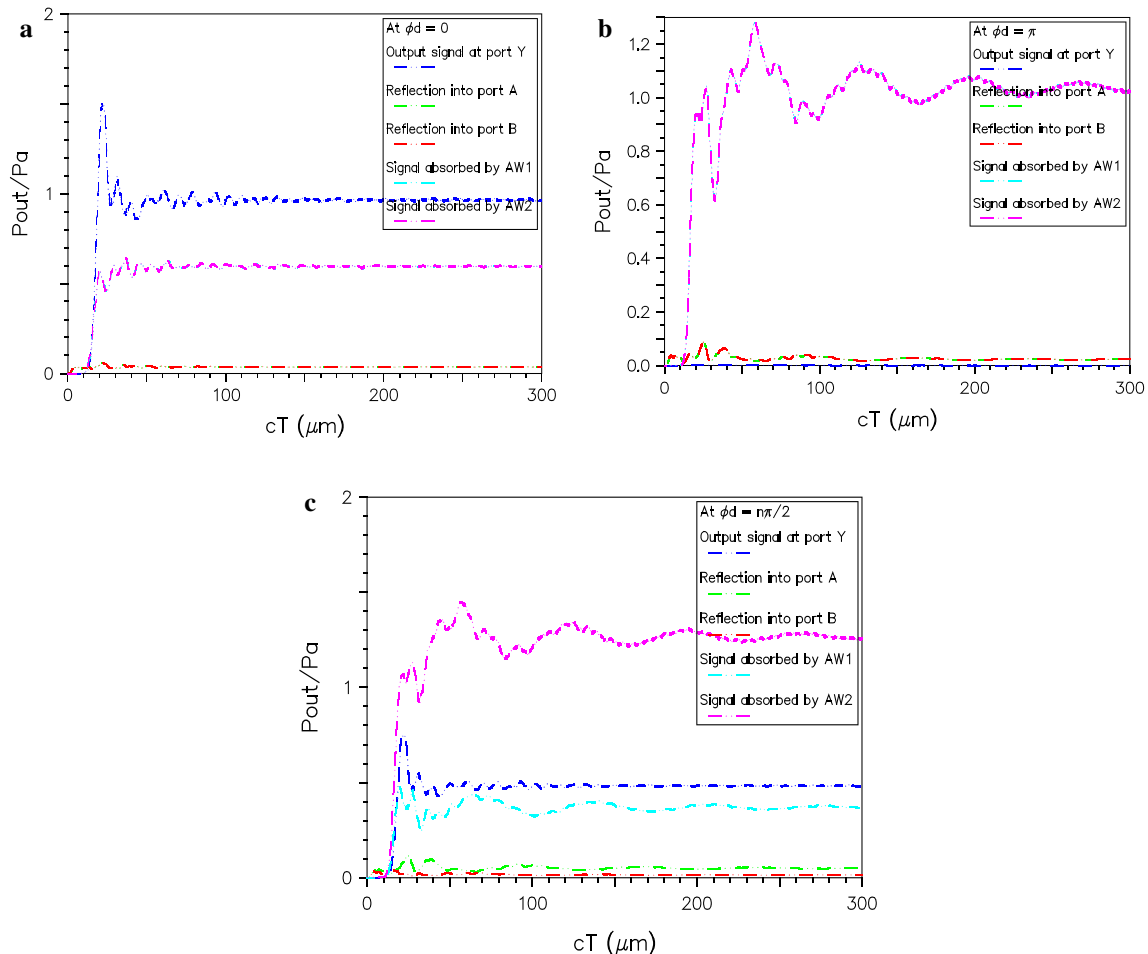 a
2
1
0
Pout/Pa
At ϕd = 0
Output signal at port Y
Reflection into port A
Reflection into port B
Signal absorbed by AW1
Signal absorbed by AW2
0
100
200
300
cT (μm)
b
1.2
1.0
0.8
0.6
0.4
0.2
0.0
Pout/Pa
At ϕd = π
Output signal at port Y
Reflection into port A
Reflection into port B
Signal absorbed by AW1
Signal absorbed by AW2
0
100
200
300
cT (μm)
c
2
1
0
Pout/Pa
At ϕd = nπ/2
Output signal at port Y
Reflection into port A
Reflection into port B
Signal absorbed by AW1
Signal absorbed by AW2
0
100
200
300
cT (μm)